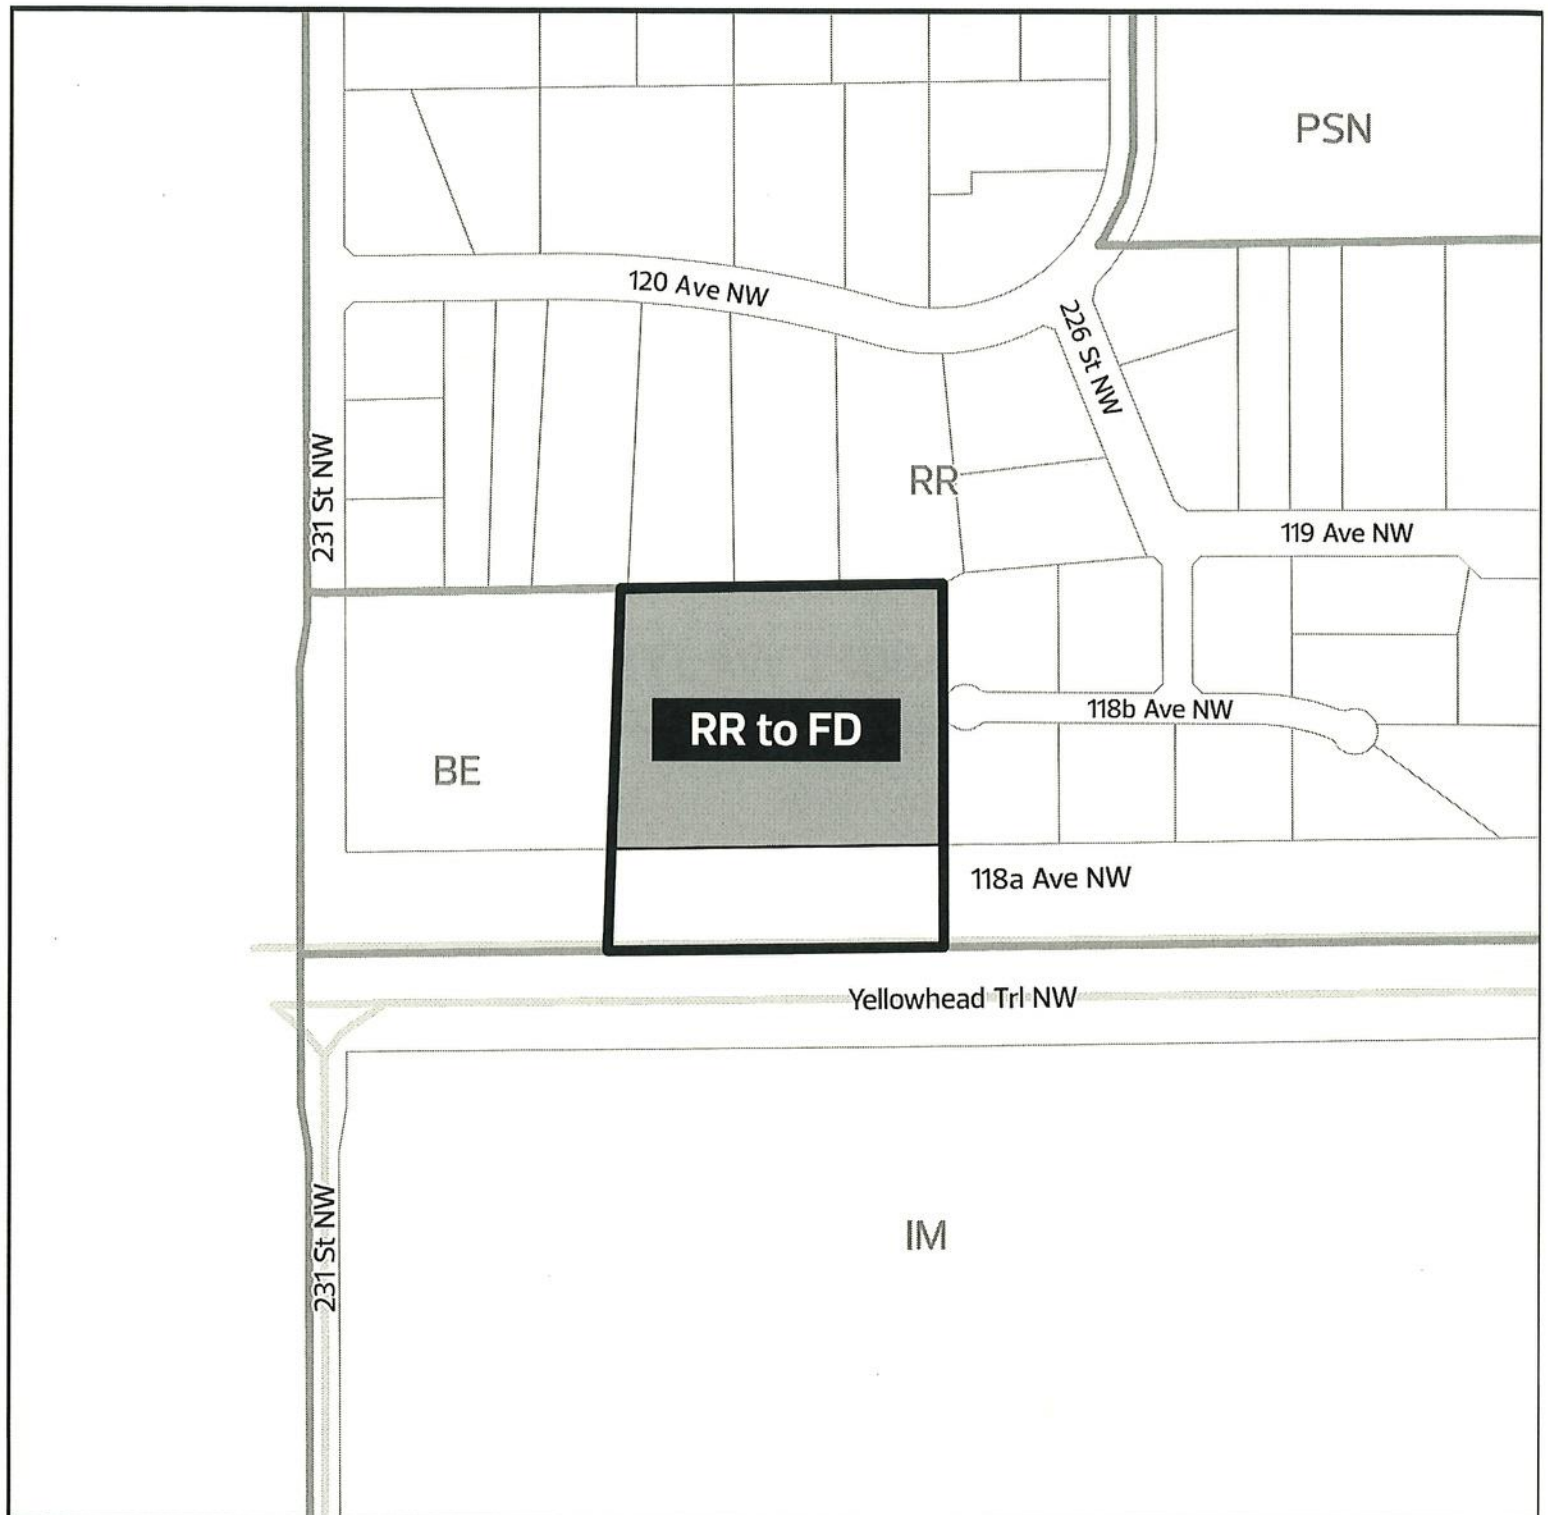 PSN
120 Ave NW
226 St NW
231 St NW
RR
119 Ave NW
RR to FD
118b Ave NW
BE
118a Ave NW
Yellowhead Trl NW
231 St NW
IM